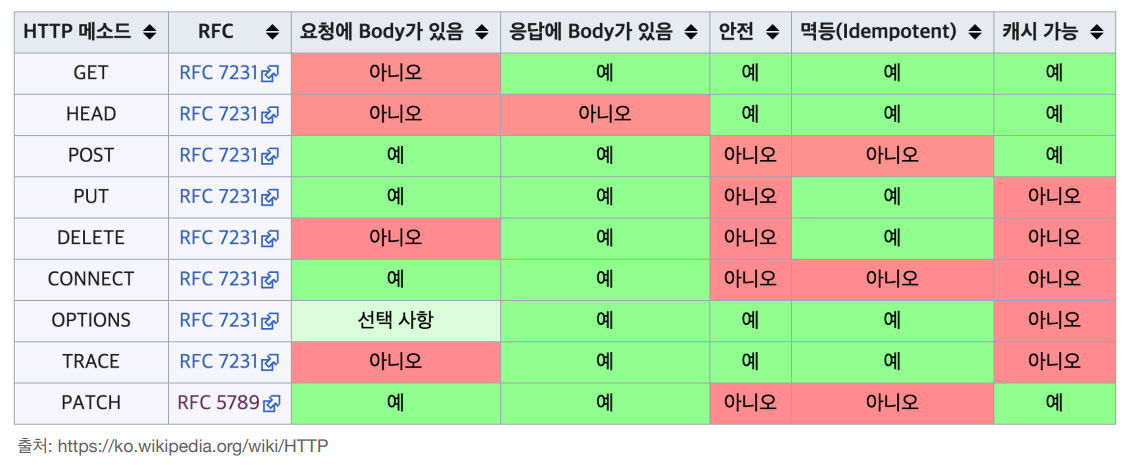 HTTP 메소드 RFC 요청에 Body가 있음 응답에 Body가 있음 안전 멱등(Idempotent) 캐시 가능
GET RFC 7231 아니오 예 예 예 예
HEAD RFC 7231 아니오 아니오 예 예 예
POST RFC 7231 예 예 아니오 아니오 예
PUT RFC 7231 예 예 아니오 예 아니오
DELETE RFC 7231 아니오 예 아니오 예 아니오
CONNECT RFC 7231 예 예 아니오 아니오 아니오
OPTIONS RFC 7231 선택 사항 예 예 예 아니오
TRACE RFC 7231 아니오 예 예 예 아니오
PATCH RFC 5789 예 예 아니오 아니오 예
출처: https://ko.wikipedia.org/wiki/HTTP